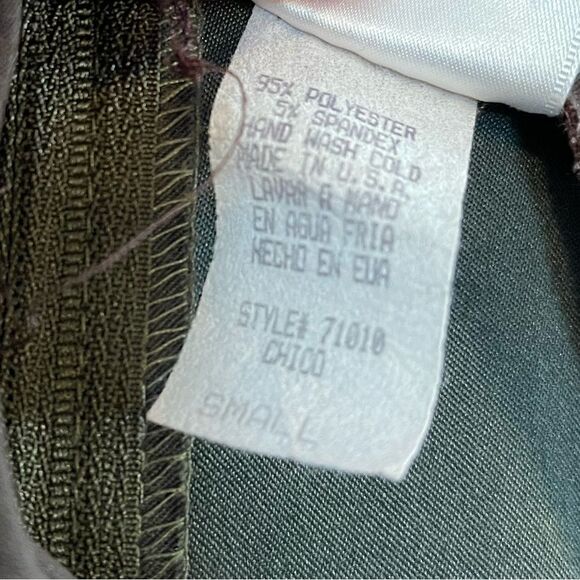 95% POLYESTER
5% SPANDEX
HAND WASH COLD
MADE IN U.S.A.
LAVAR A MANO
EN AGUA FRIA
HECHO EN EUA
STYLE# 71010
CHICO
SMALL